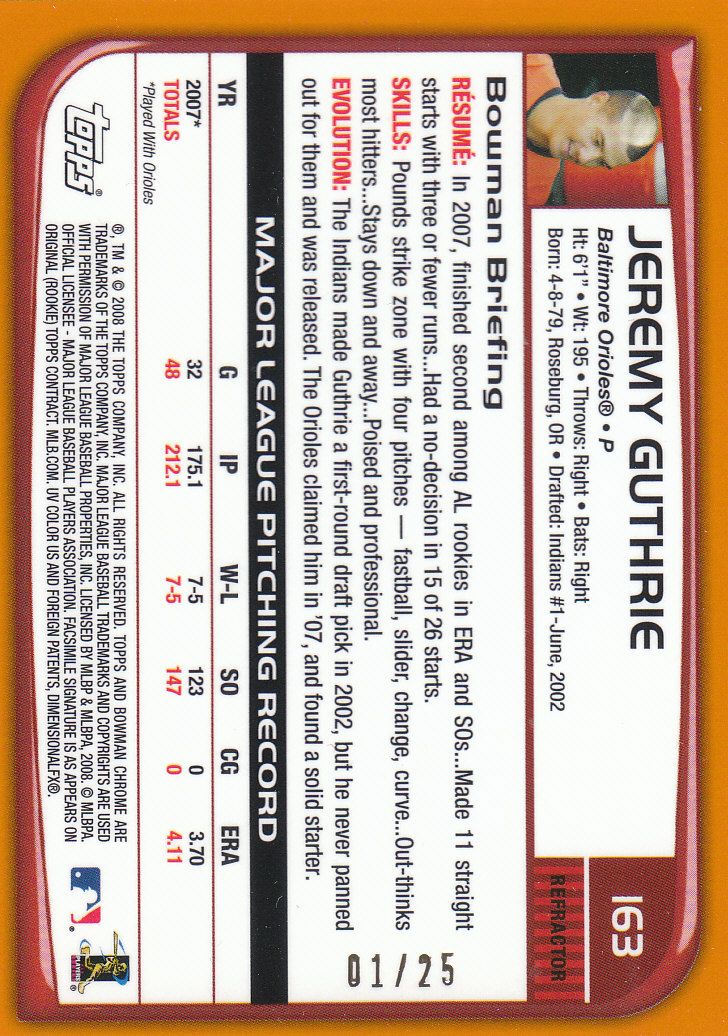 JEREMY GUTHRIE
163
Baltimore Orioles® • P
Ht: 6'1" • Wt: 195 • Throws: Right • Bats: Right
Born: 4-8-79, Roseburg, OR • Drafted: Indians #1-June, 2002
REFRACTOR
Bowman Briefing
RÉSUMÉ: In 2007, finished second among AL rookies in ERA and SOs...Made 11 straight
starts with three or fewer runs...Had a no-decision in 15 of 26 starts.
SKILLS: Pounds strike zone with four pitches — fastball, slider, change, curve...Out-thinks
most hitters...Stays down and away...Poised and professional.
EVOLUTION: The Indians made Guthrie a first-round draft pick in 2002, but he never panned
out for them and was released. The Orioles claimed him in '07, and found a solid starter.
01/25
MAJOR LEAGUE PITCHING RECORD
YR G IP W-L SO CG ERA
2007* 32 175.1 7-5 123 0 3.70
TOTALS 48 212.1 7-5 147 0 4.11
*Played With Orioles
topps®
®, TM & © 2008 THE TOPPS COMPANY, INC. ALL RIGHTS RESERVED. TOPPS AND BOWMAN CHROME ARE
TRADEMARKS OF THE TOPPS COMPANY, INC. MAJOR LEAGUE BASEBALL TRADEMARKS AND COPYRIGHTS ARE USED
WITH PERMISSION OF MAJOR LEAGUE BASEBALL PROPERTIES, INC. LICENSED BY MLBP & MLBPA, 2008. © MLBPA.
OFFICIAL LICENSEE - MAJOR LEAGUE BASEBALL PLAYERS ASSOCIATION. FACSIMILE SIGNATURE IS AS APPEARS ON
ORIGINAL (ROOKIE) TOPPS CONTRACT. MLB.COM. UV COLOR US AND FOREIGN PATENTS, DIMENSIONALFX®.